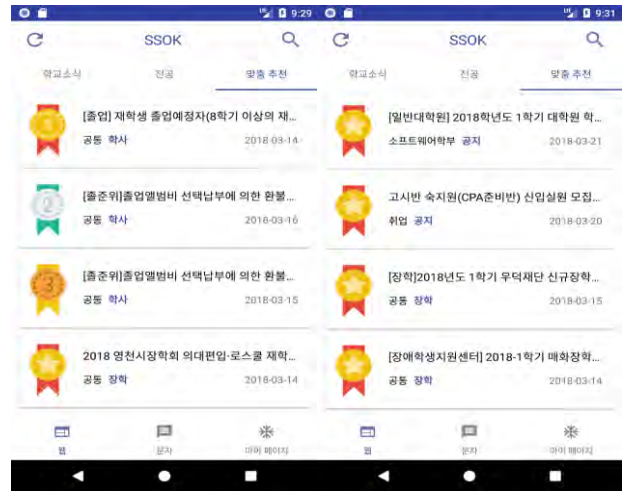 9:29
SSOK
학교소식 전공 맞춤 추천
1
[졸업] 재학생 졸업예정자(8학기 이상의 재...
공통 학사 2018-03-14
2
[졸준위]졸업앨범비 선택납부에 의한 환불...
공통 학사 2018-03-16
3
[졸준위]졸업앨범비 선택납부에 의한 환불...
공통 학사 2018-03-15
2018 영천시장학회 의대편입·로스쿨 재학...
공통 장학 2018-03-14
웹 문자 마이 페이지
9:31
SSOK
학교소식 전공 맞춤 추천
[일반대학원] 2018학년도 1학기 대학원 학...
소프트웨어학부 공지 2018-03-21
고시반 숙지원(CPA준비반) 신입실원 모집...
취업 공지 2018-03-20
[장학]2018년도 1학기 우덕재단 신규장학...
공통 장학 2018-03-15
[장애학생지원센터] 2018-1학기 매화장학...
공통 장학 2018-03-14
웹 문자 마이 페이지